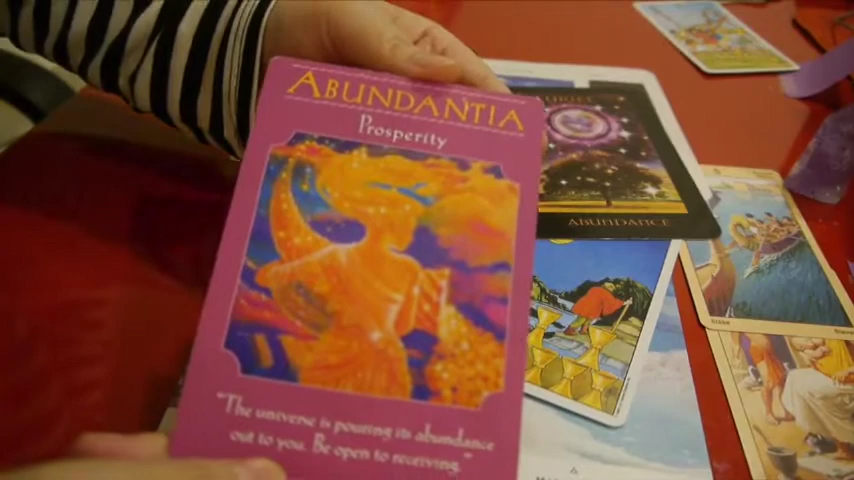 ABUNDANTIA
Prosperity
"The universe is pouring its abundance
out to you. Be open to receiving."
ABUNDANCE